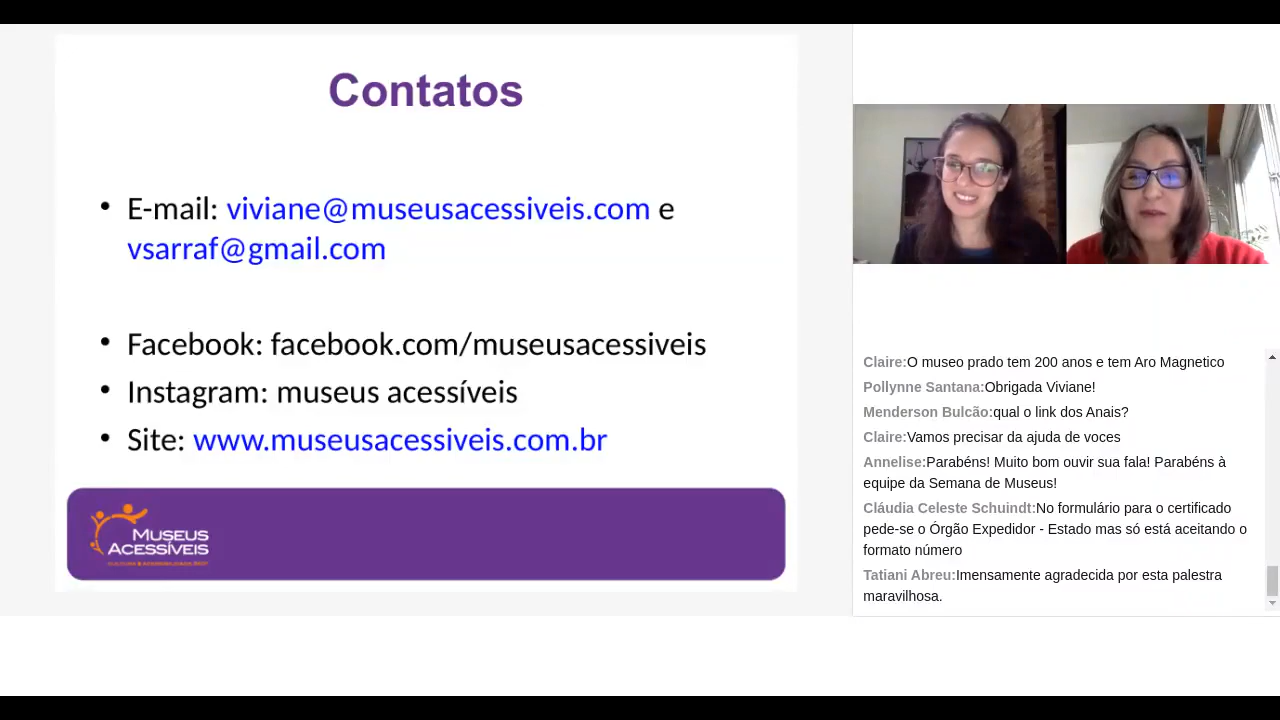 Contatos
• E-mail: viviane@museusacessiveis.com e
vsarraf@gmail.com
• Facebook: facebook.com/museusacessiveis
• Instagram: museus acessíveis
• Site: www.museusacessiveis.com.br
MUSEUS
ACESSÍVEIS
Claire:O museo prado tem 200 anos e tem Aro Magnetico
Pollynne Santana:Obrigada Viviane!
Menderson Bulcão:qual o link dos Anais?
Claire:Vamos precisar da ajuda de voces
Annelise:Parabéns! Muito bom ouvir sua fala! Parabéns à
equipe da Semana de Museus!
Cláudia Celeste Schuindt:No formulário para o certificado
pede-se o Órgão Expedidor - Estado mas só está aceitando o
formato número
Tatiani Abreu:Imensamente agradecida por esta palestra
maravilhosa.